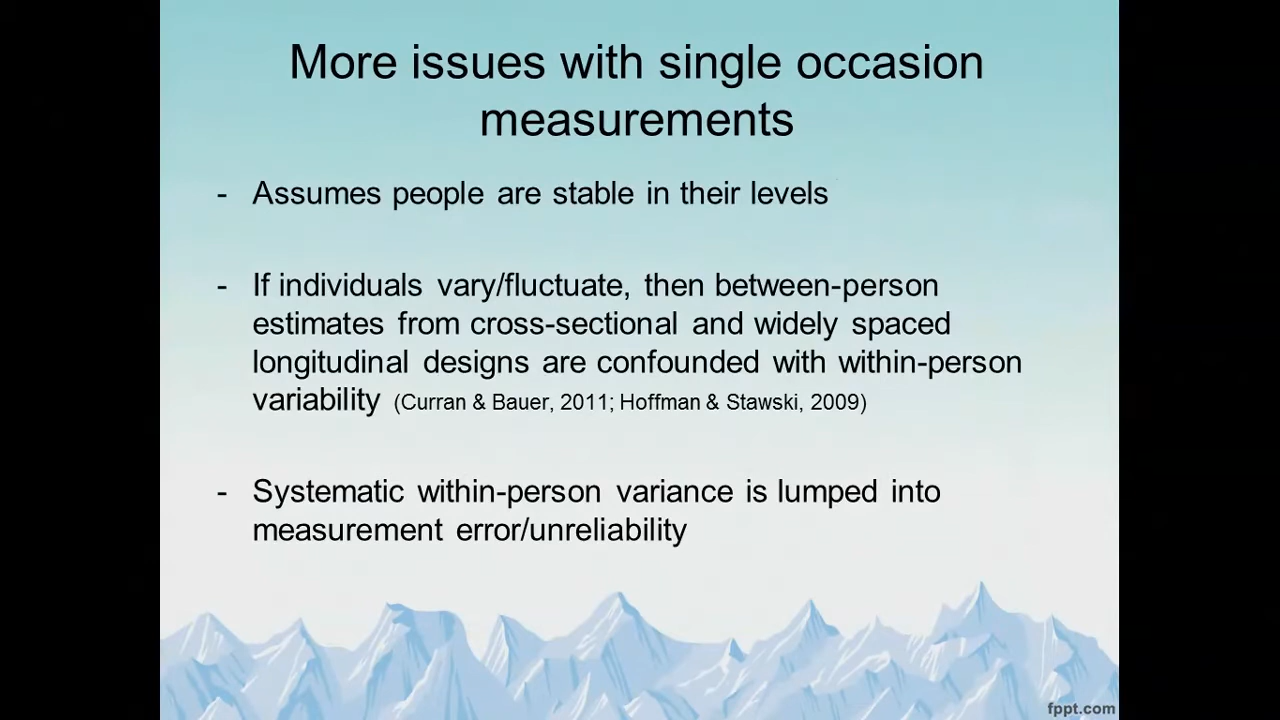 More issues with single occasion
measurements
- Assumes people are stable in their levels
- If individuals vary/fluctuate, then between-person
estimates from cross-sectional and widely spaced
longitudinal designs are confounded with within-person
variability (Curran & Bauer, 2011; Hoffman & Stawski, 2009)
- Systematic within-person variance is lumped into
measurement error/unreliability
fppt.com